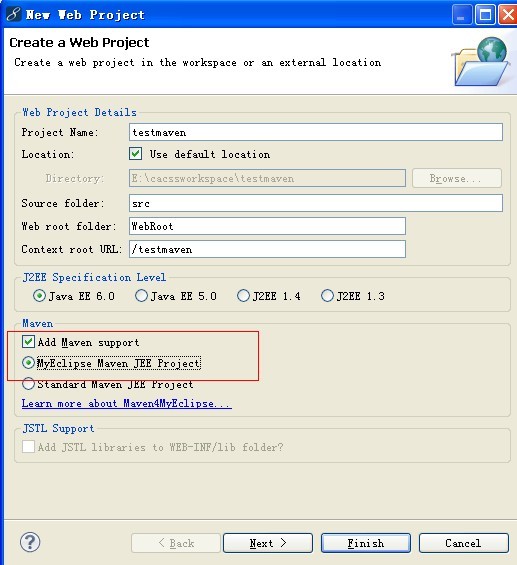 New Web Project
Create a Web Project
Create a web project in the workspace or an external location
Web Project Details
Project Name: testmaven
Location: Use default location
Directory: E:\cacssworkspace\testmaven Browse...
Source folder: src
Web root folder: WebRoot
Context root URL: /testmaven
J2EE Specification Level
Java EE 6.0 Java EE 5.0 J2EE 1.4 J2EE 1.3
Maven
Add Maven support
MyEclipse Maven JEE Project
Standard Maven JEE Project
Learn more about Maven4MyEclipse...
JSTL Support
Add JSTL libraries to WEB-INF/lib folder?
? < Back Next > Finish Cancel